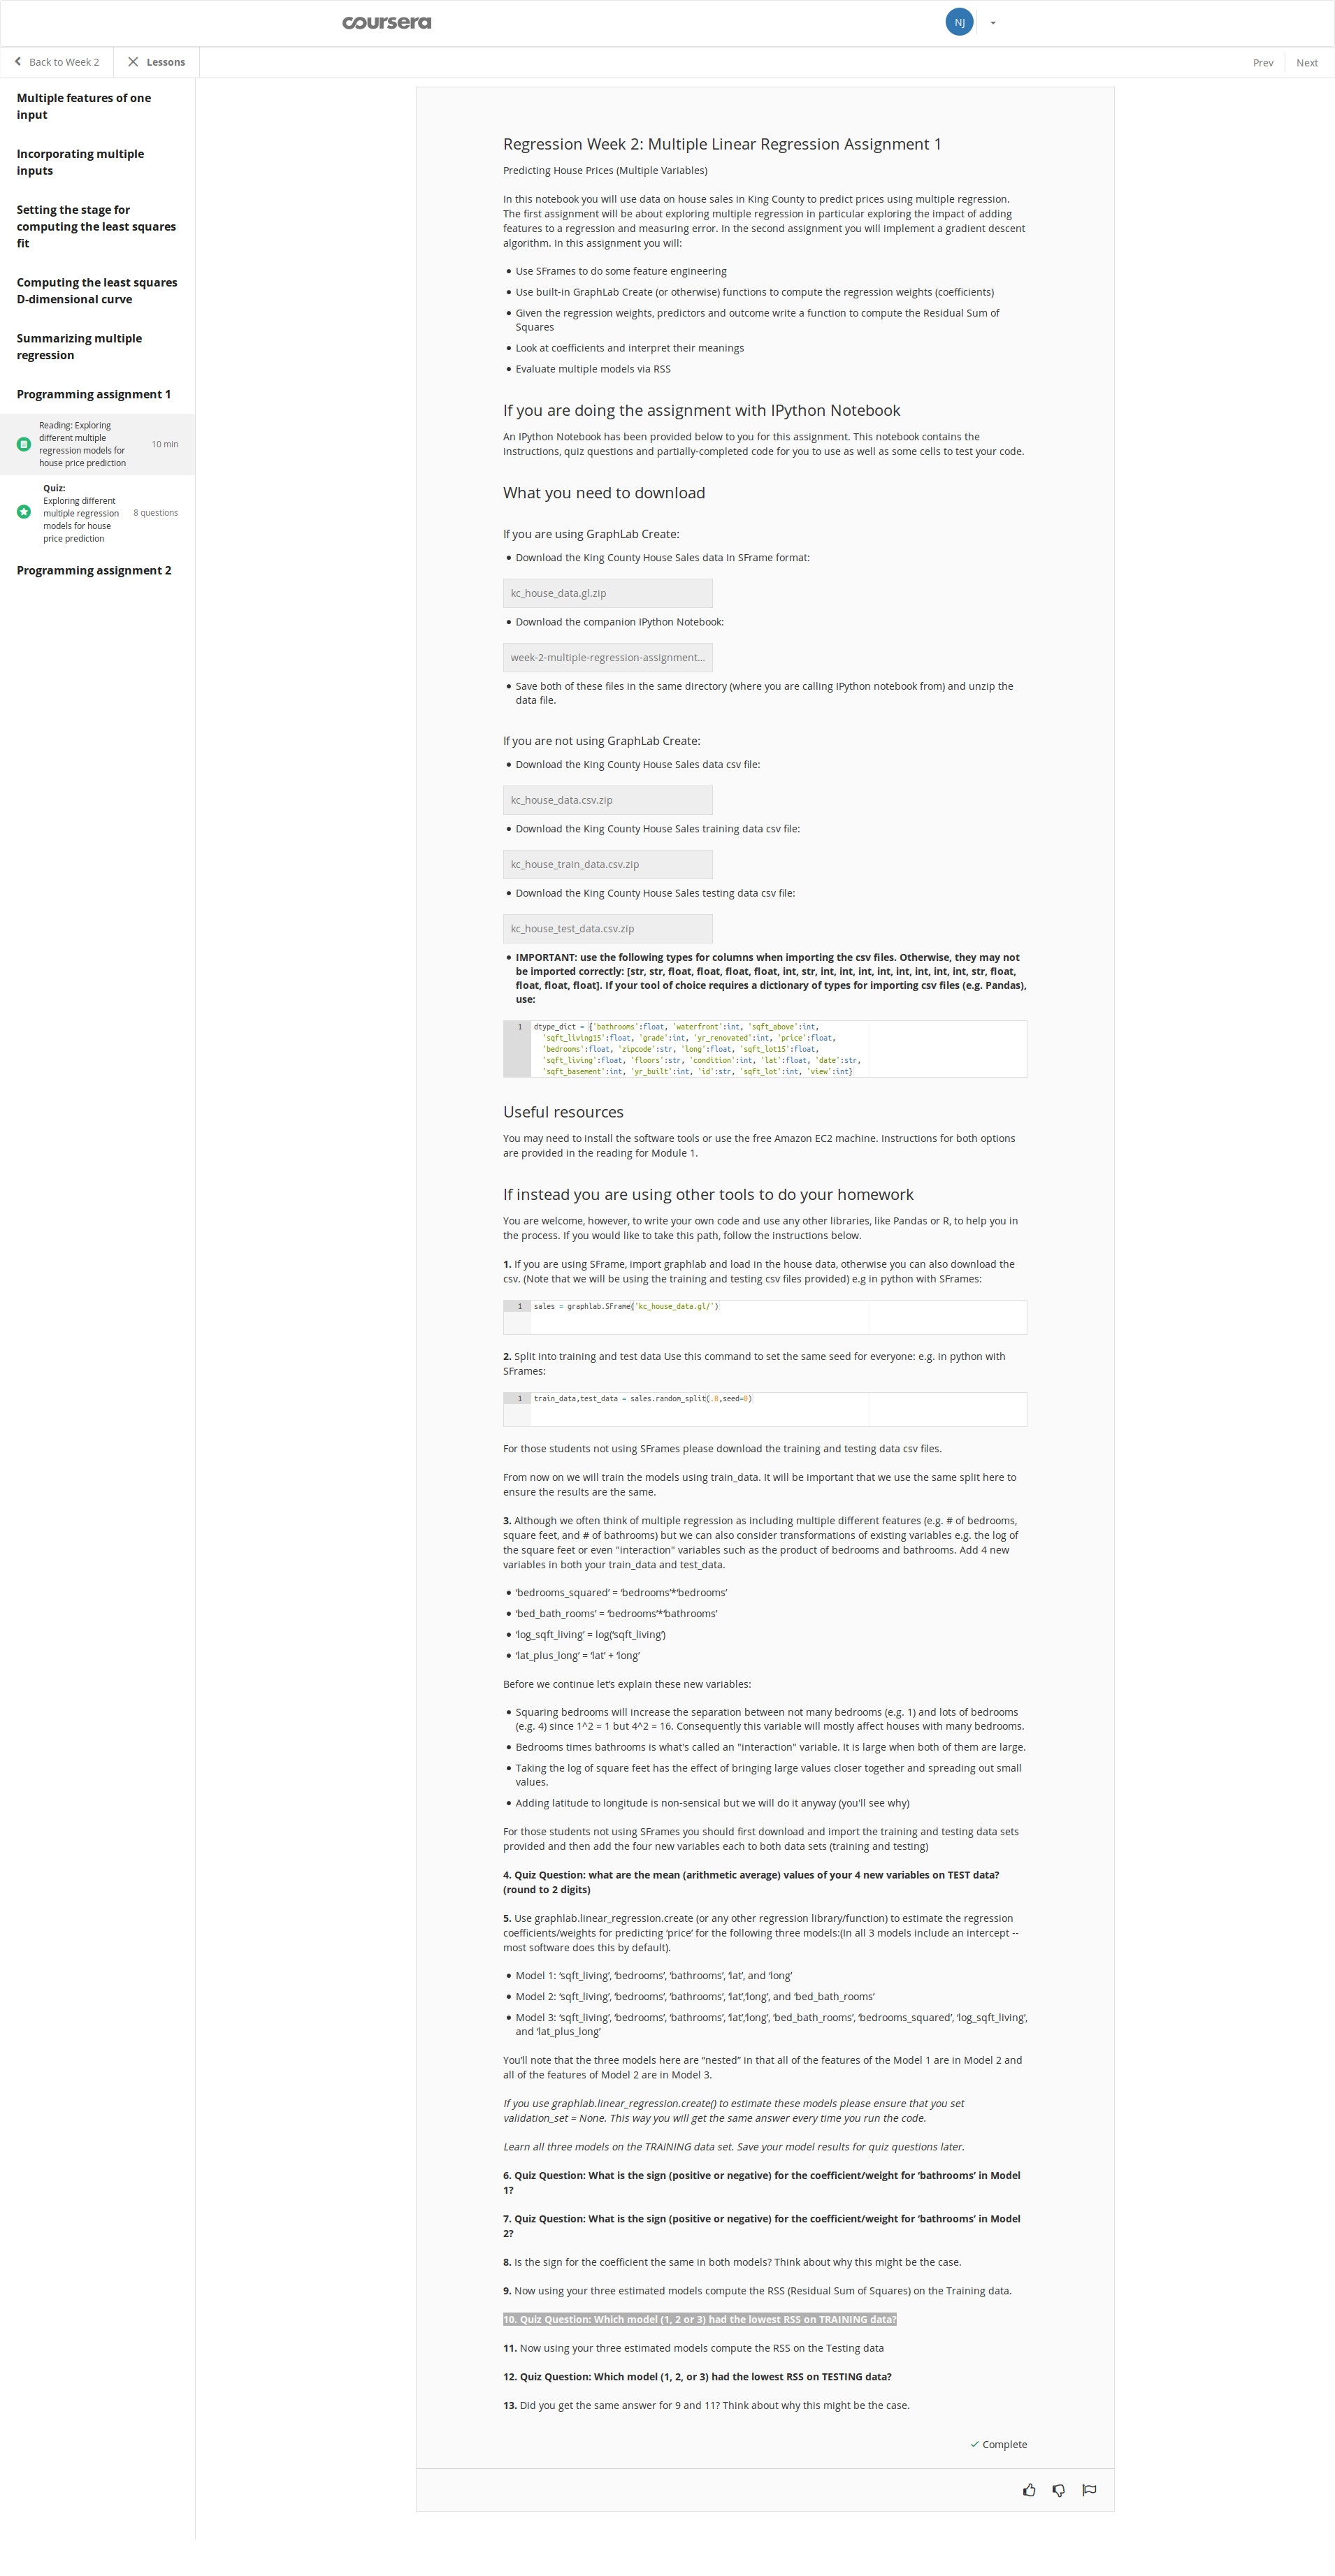 coursera
NJ
Back to Week 2
Lessons
Prev
Next
Multiple features of one
input
Incorporating multiple
inputs
Setting the stage for
computing the least squares
fit
Computing the least squares
D-dimensional curve
Summarizing multiple
regression
Programming assignment 1
Reading: Exploring
different multiple
regression models for
house price prediction
10 min
Quiz:
Exploring different
multiple regression
models for house
price prediction
8 questions
Programming assignment 2
Regression Week 2: Multiple Linear Regression Assignment 1
Predicting House Prices (Multiple Variables)
In this notebook you will use data on house sales in King County to predict prices using multiple regression.
The first assignment will be about exploring multiple regression in particular exploring the impact of adding
features to a regression and measuring error. In the second assignment you will implement a gradient descent
algorithm. In this assignment you will:
• Use SFrames to do some feature engineering
• Use built-in GraphLab Create (or otherwise) functions to compute the regression weights (coefficients)
• Given the regression weights, predictors and outcome write a function to compute the Residual Sum of
Squares
• Look at coefficients and interpret their meanings
• Evaluate multiple models via RSS
If you are doing the assignment with IPython Notebook
An IPython Notebook has been provided below to you for this assignment. This notebook contains the
instructions, quiz questions and partially-completed code for you to use as well as some cells to test your code.
What you need to download
If you are using GraphLab Create:
• Download the King County House Sales data In SFrame format:
kc_house_data.gl.zip
• Download the companion IPython Notebook:
week-2-multiple-regression-assignment...
• Save both of these files in the same directory (where you are calling IPython notebook from) and unzip the
data file.
If you are not using GraphLab Create:
• Download the King County House Sales data csv file:
kc_house_data.csv.zip
• Download the King County House Sales training data csv file:
kc_house_train_data.csv.zip
• Download the King County House Sales testing data csv file:
kc_house_test_data.csv.zip
• IMPORTANT: use the following types for columns when importing the csv files. Otherwise, they may not
be imported correctly: [str, str, float, float, float, float, int, str, int, int, int, int, int, int, int, int, str, float,
float, float, float]. If your tool of choice requires a dictionary of types for importing csv files (e.g. Pandas),
use:
1 dtype_dict = {'bathrooms':float, 'waterfront':int, 'sqft_above':int,
'sqft_living15':float, 'grade':int, 'yr_renovated':int, 'price':float,
'bedrooms':float, 'zipcode':str, 'long':float, 'sqft_lot15':float,
'sqft_living':float, 'floors':str, 'condition':int, 'lat':float, 'date':str,
'sqft_basement':int, 'yr_built':int, 'id':str, 'sqft_lot':int, 'view':int}
Useful resources
You may need to install the software tools or use the free Amazon EC2 machine. Instructions for both options
are provided in the reading for Module 1.
If instead you are using other tools to do your homework
You are welcome, however, to write your own code and use any other libraries, like Pandas or R, to help you in
the process. If you would like to take this path, follow the instructions below.
1. If you are using SFrame, import graphlab and load in the house data, otherwise you can also download the
csv. (Note that we will be using the training and testing csv files provided) e.g in python with SFrames:
1 sales = graphlab.SFrame('kc_house_data.gl/')
2. Split into training and test data Use this command to set the same seed for everyone: e.g. in python with
SFrames:
1 train_data,test_data = sales.random_split(.0,seed=0)
For those students not using SFrames please download the training and testing data csv files.
From now on we will train the models using train_data. It will be important that we use the same split here to
ensure the results are the same.
3. Although we often think of multiple regression as including multiple different features (e.g. # of bedrooms,
square feet, and # of bathrooms) but we can also consider transformations of existing variables e.g. the log of
the square feet or even "interaction" variables such as the product of bedrooms and bathrooms. Add 4 new
variables in both your train_data and test_data.
• ‘bedrooms_squared’ = ‘bedrooms’*‘bedrooms’
• ‘bed_bath_rooms’ = ‘bedrooms’*‘bathrooms’
• ‘log_sqft_living’ = log(‘sqft_living’)
• ‘lat_plus_long’ = ‘lat’ + ‘long’
Before we continue let’s explain these new variables:
• Squaring bedrooms will increase the separation between not many bedrooms (e.g. 1) and lots of bedrooms
(e.g. 4) since 1^2 = 1 but 4^2 = 16. Consequently this variable will mostly affect houses with many bedrooms.
• Bedrooms times bathrooms is what's called an "interaction" variable. It is large when both of them are large.
• Taking the log of square feet has the effect of bringing large values closer together and spreading out small
values.
• Adding latitude to longitude is non-sensical but we will do it anyway (you'll see why)
For those students not using SFrames you should first download and import the training and testing data sets
provided and then add the four new variables each to both data sets (training and testing)
4. Quiz Question: what are the mean (arithmetic average) values of your 4 new variables on TEST data?
(round to 2 digits)
5. Use graphlab.linear_regression.create (or any other regression library/function) to estimate the regression
coefficients/weights for predicting ‘price’ for the following three models:(In all 3 models include an intercept --
most software does this by default).
• Model 1: ‘sqft_living’, ‘bedrooms’, ‘bathrooms’, ‘lat’, and ‘long’
• Model 2: ‘sqft_living’, ‘bedrooms’, ‘bathrooms’, ‘lat’,‘long’, and ‘bed_bath_rooms’
• Model 3: ‘sqft_living’, ‘bedrooms’, ‘bathrooms’, ‘lat’,‘long’, ‘bed_bath_rooms’, ‘bedrooms_squared’, ‘log_sqft_living’,
and ‘lat_plus_long’
You’ll note that the three models here are “nested” in that all of the features of the Model 1 are in Model 2 and
all of the features of Model 2 are in Model 3.
If you use graphlab.linear_regression.create() to estimate these models please ensure that you set
validation_set = None. This way you will get the same answer every time you run the code.
Learn all three models on the TRAINING data set. Save your model results for quiz questions later.
6. Quiz Question: What is the sign (positive or negative) for the coefficient/weight for ‘bathrooms’ in Model
1?
7. Quiz Question: What is the sign (positive or negative) for the coefficient/weight for ‘bathrooms’ in Model
2?
8. Is the sign for the coefficient the same in both models? Think about why this might be the case.
9. Now using your three estimated models compute the RSS (Residual Sum of Squares) on the Training data.
10. Quiz Question: Which model (1, 2 or 3) had the lowest RSS on TRAINING data?
11. Now using your three estimated models compute the RSS on the Testing data
12. Quiz Question: Which model (1, 2, or 3) had the lowest RSS on TESTING data?
13. Did you get the same answer for 9 and 11? Think about why this might be the case.
Complete